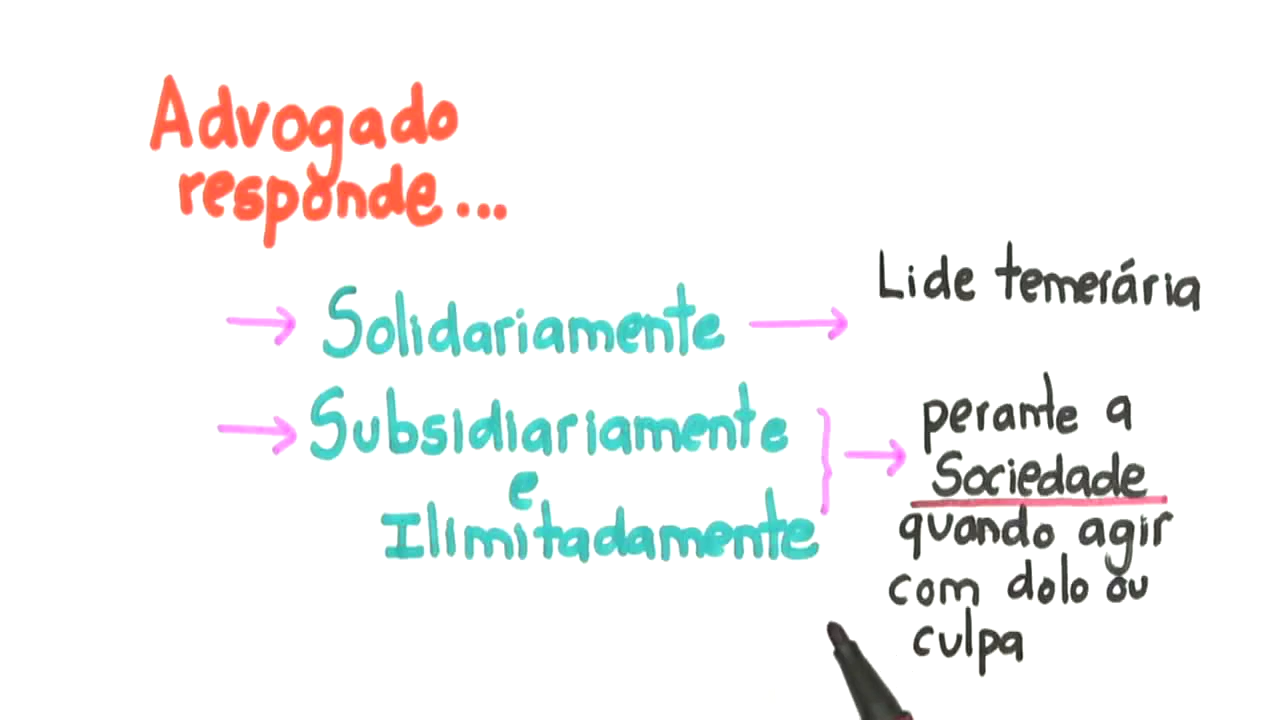 Advogado
responde...
Solidariamente
Lide temerária
Subsidiariamente
e
Ilimitadamente
perante a
Sociedade
quando agir
com dolo ou
culpa